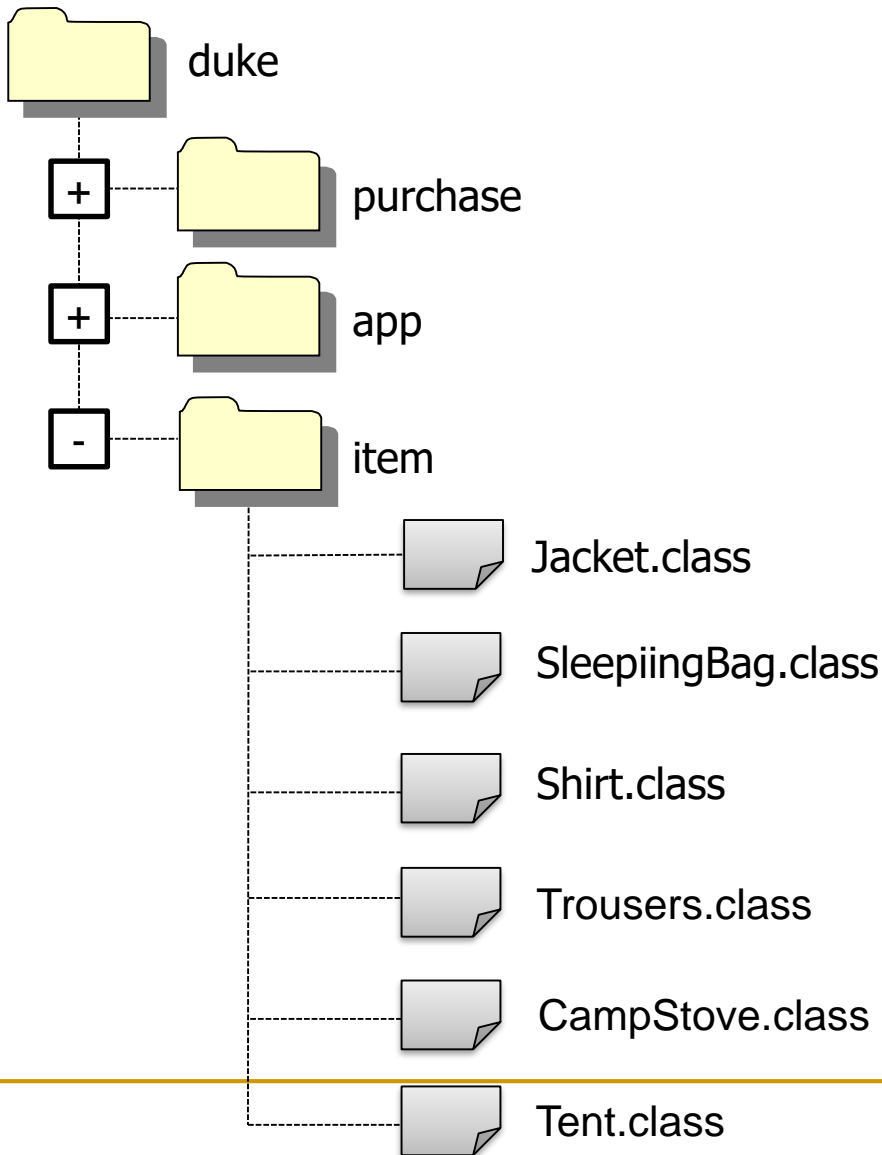 duke
+
purchase
+
app
-
item
Jacket.class
SleepiingBag.class
Shirt.class
Trousers.class
CampStove.class
Tent.class